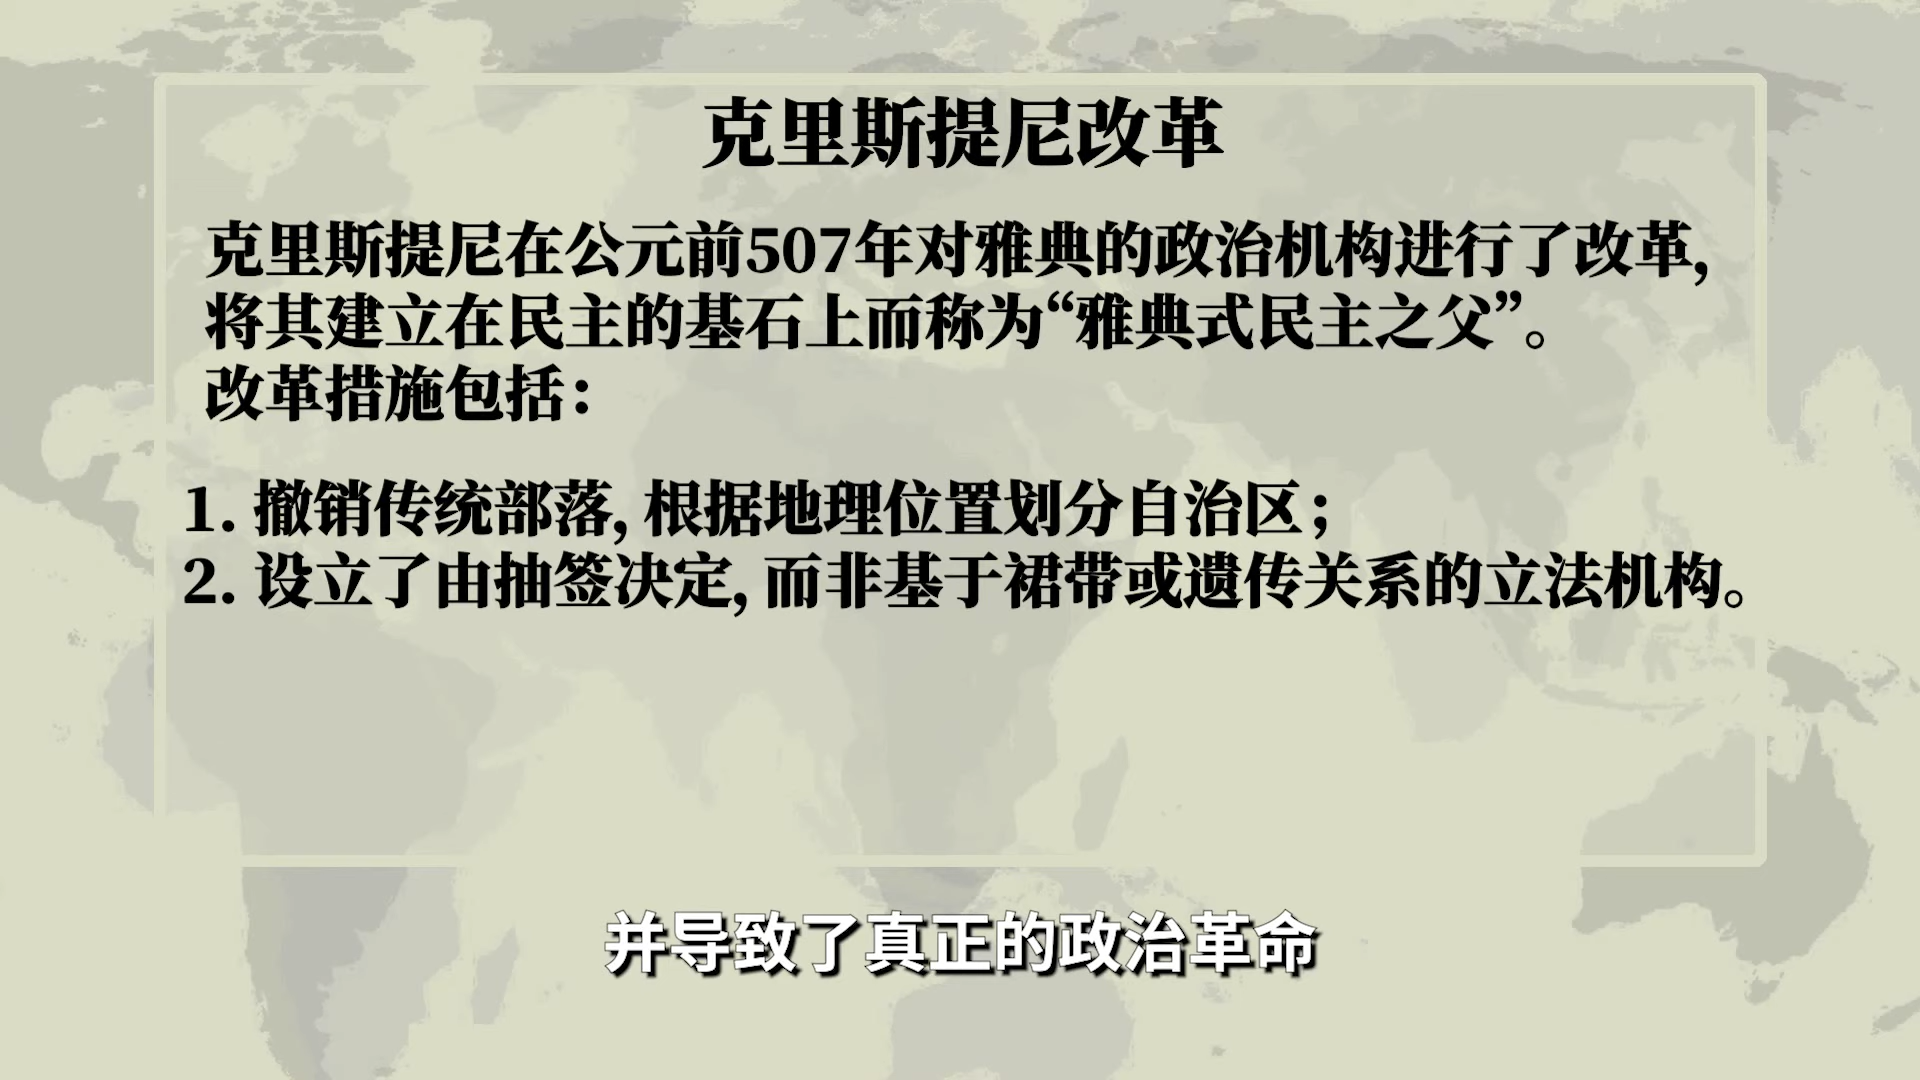 克里斯提尼改革
克里斯提尼在公元前507年对雅典的政治机构进行了改革,
将其建立在民主的基石上而称为“雅典式民主之父”。
改革措施包括：
1. 撤销传统部落, 根据地理位置划分自治区；
2. 设立了由抽签决定, 而非基于裙带或遗传关系的立法机构。
并导致了真正的政治革命